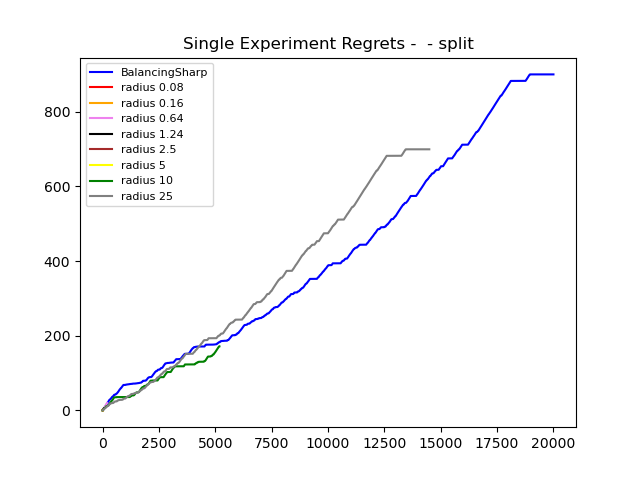 Single Experiment Regrets -  - split
BalancingSharp
radius 0.08
radius 0.16
radius 0.64
radius 1.24
radius 2.5
radius 5
radius 10
radius 25
800
600
400
200
0
0 2500 5000 7500 10000 12500 15000 17500 20000